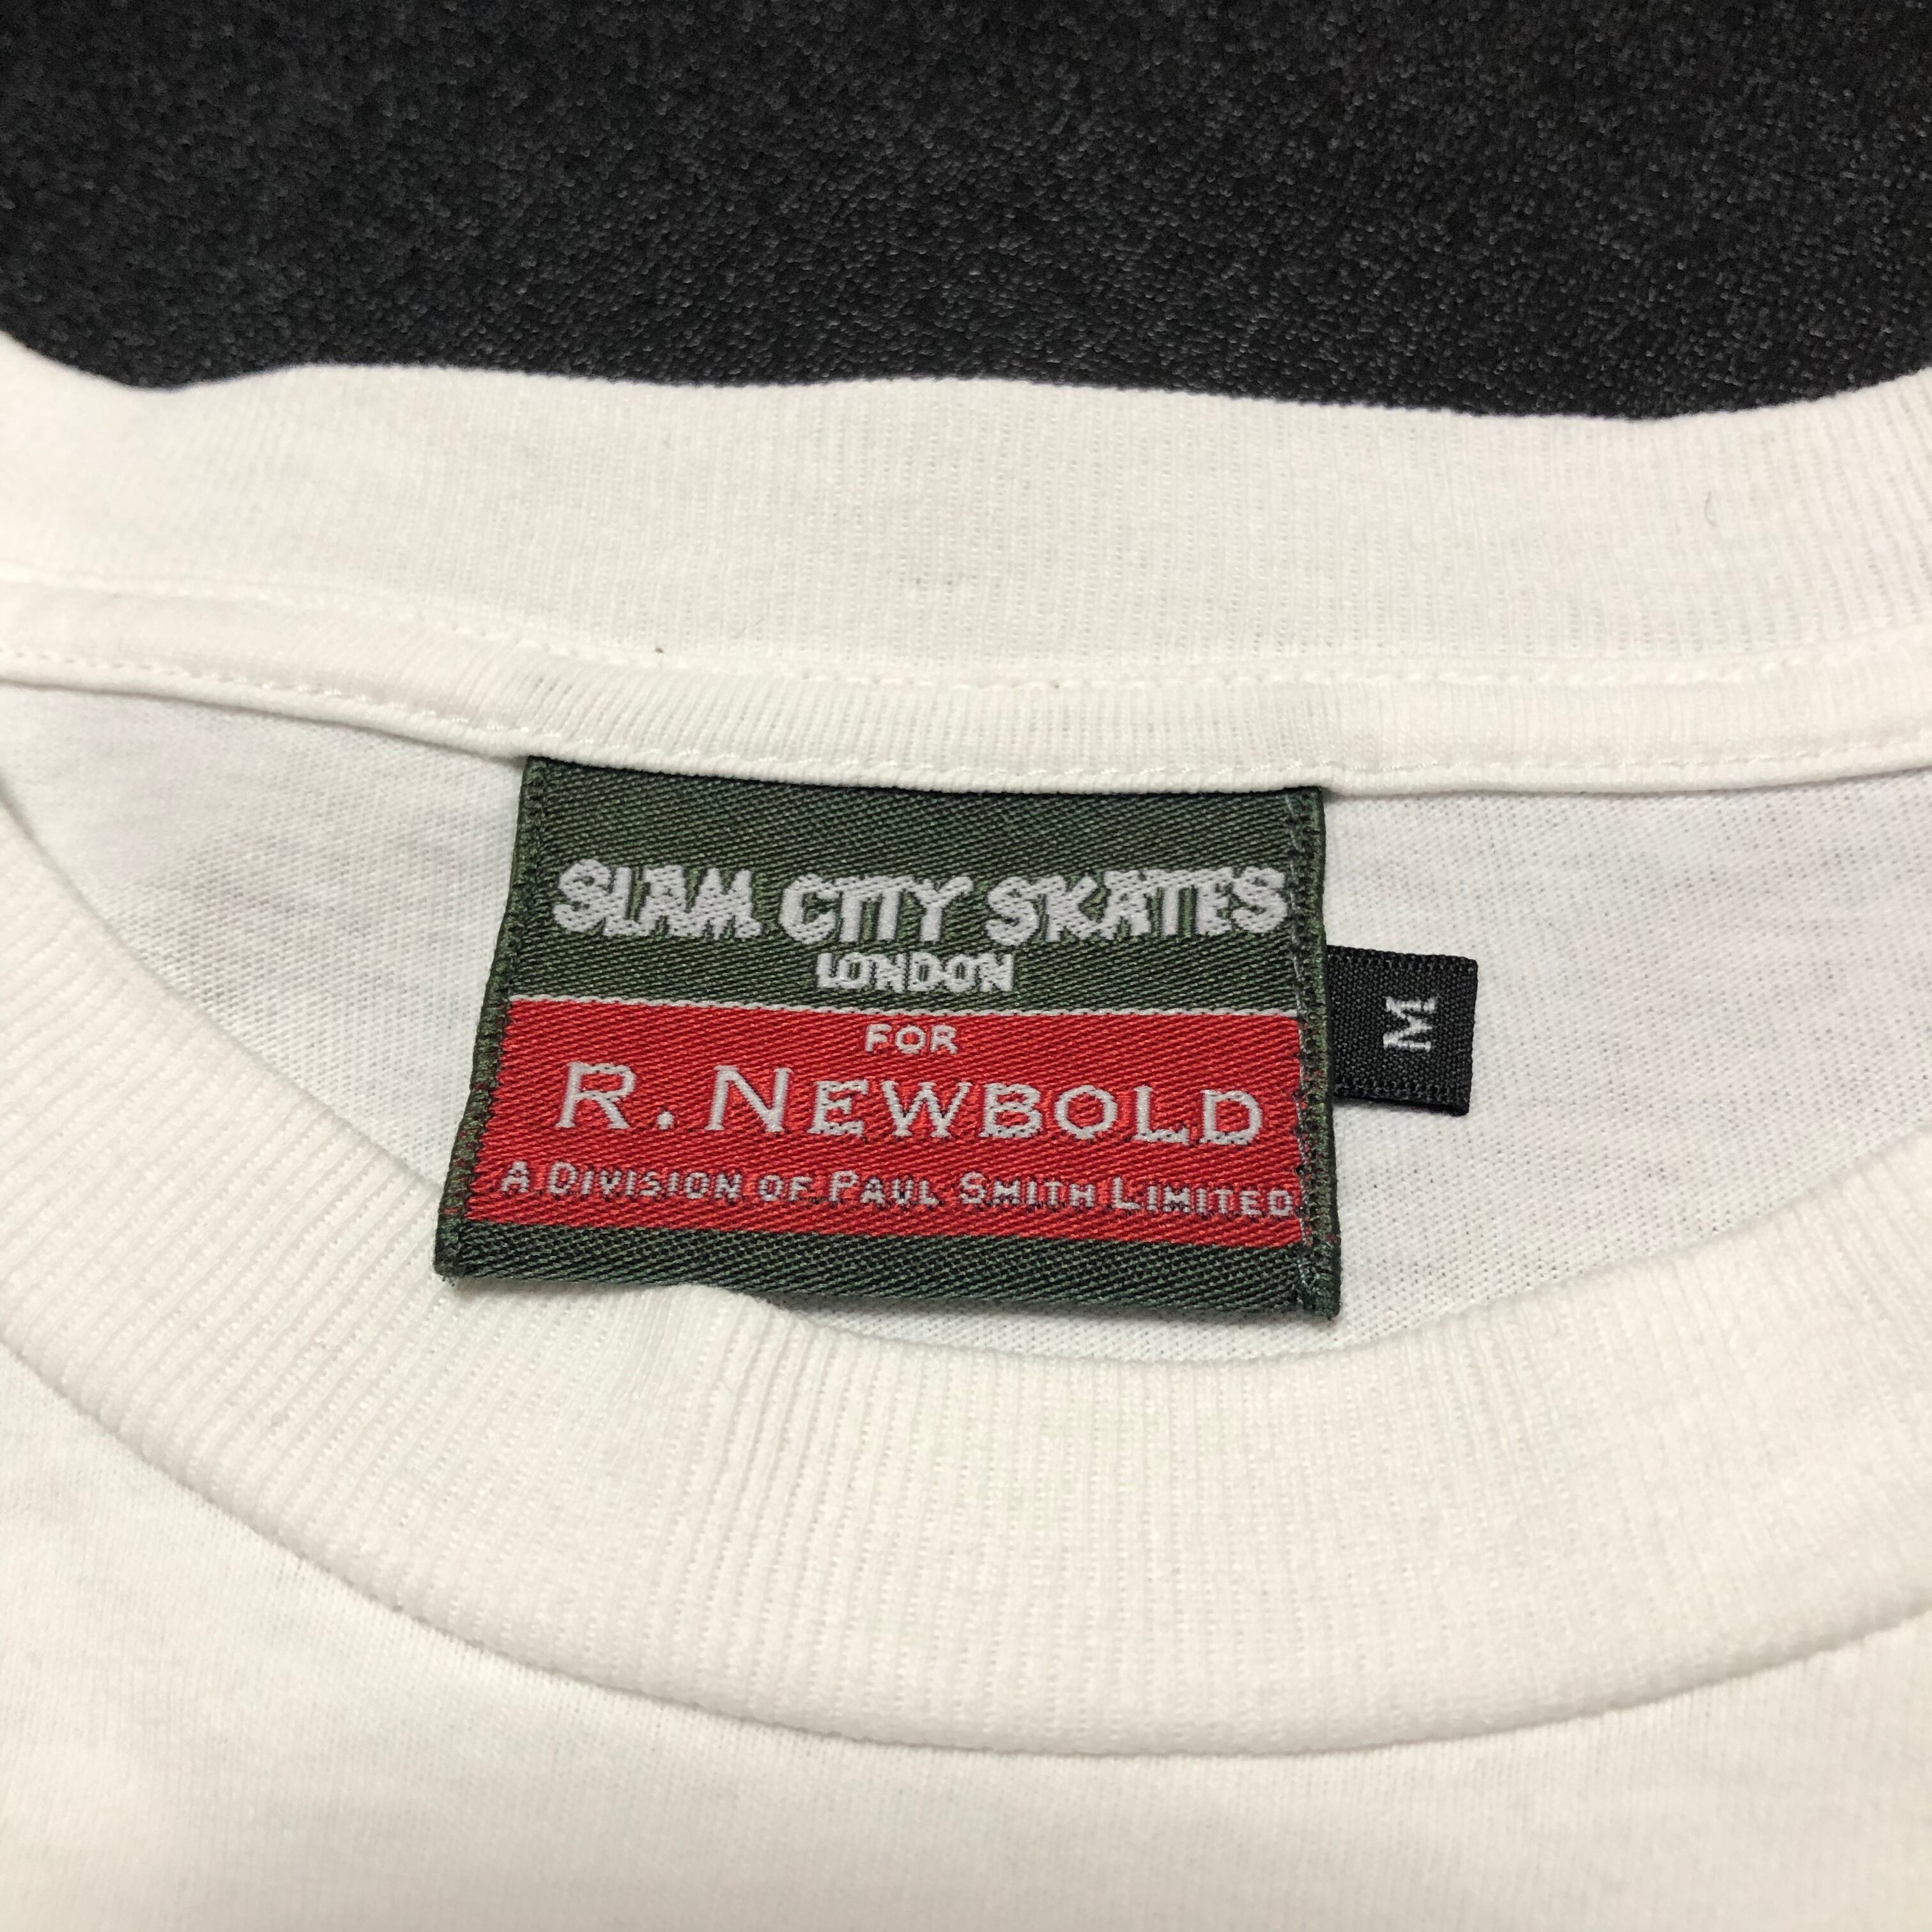 SLAM CITY SKATES
LONDON
FOR
R. NEWBOLD
A DIVISION OF PAUL SMITH LIMITED
M